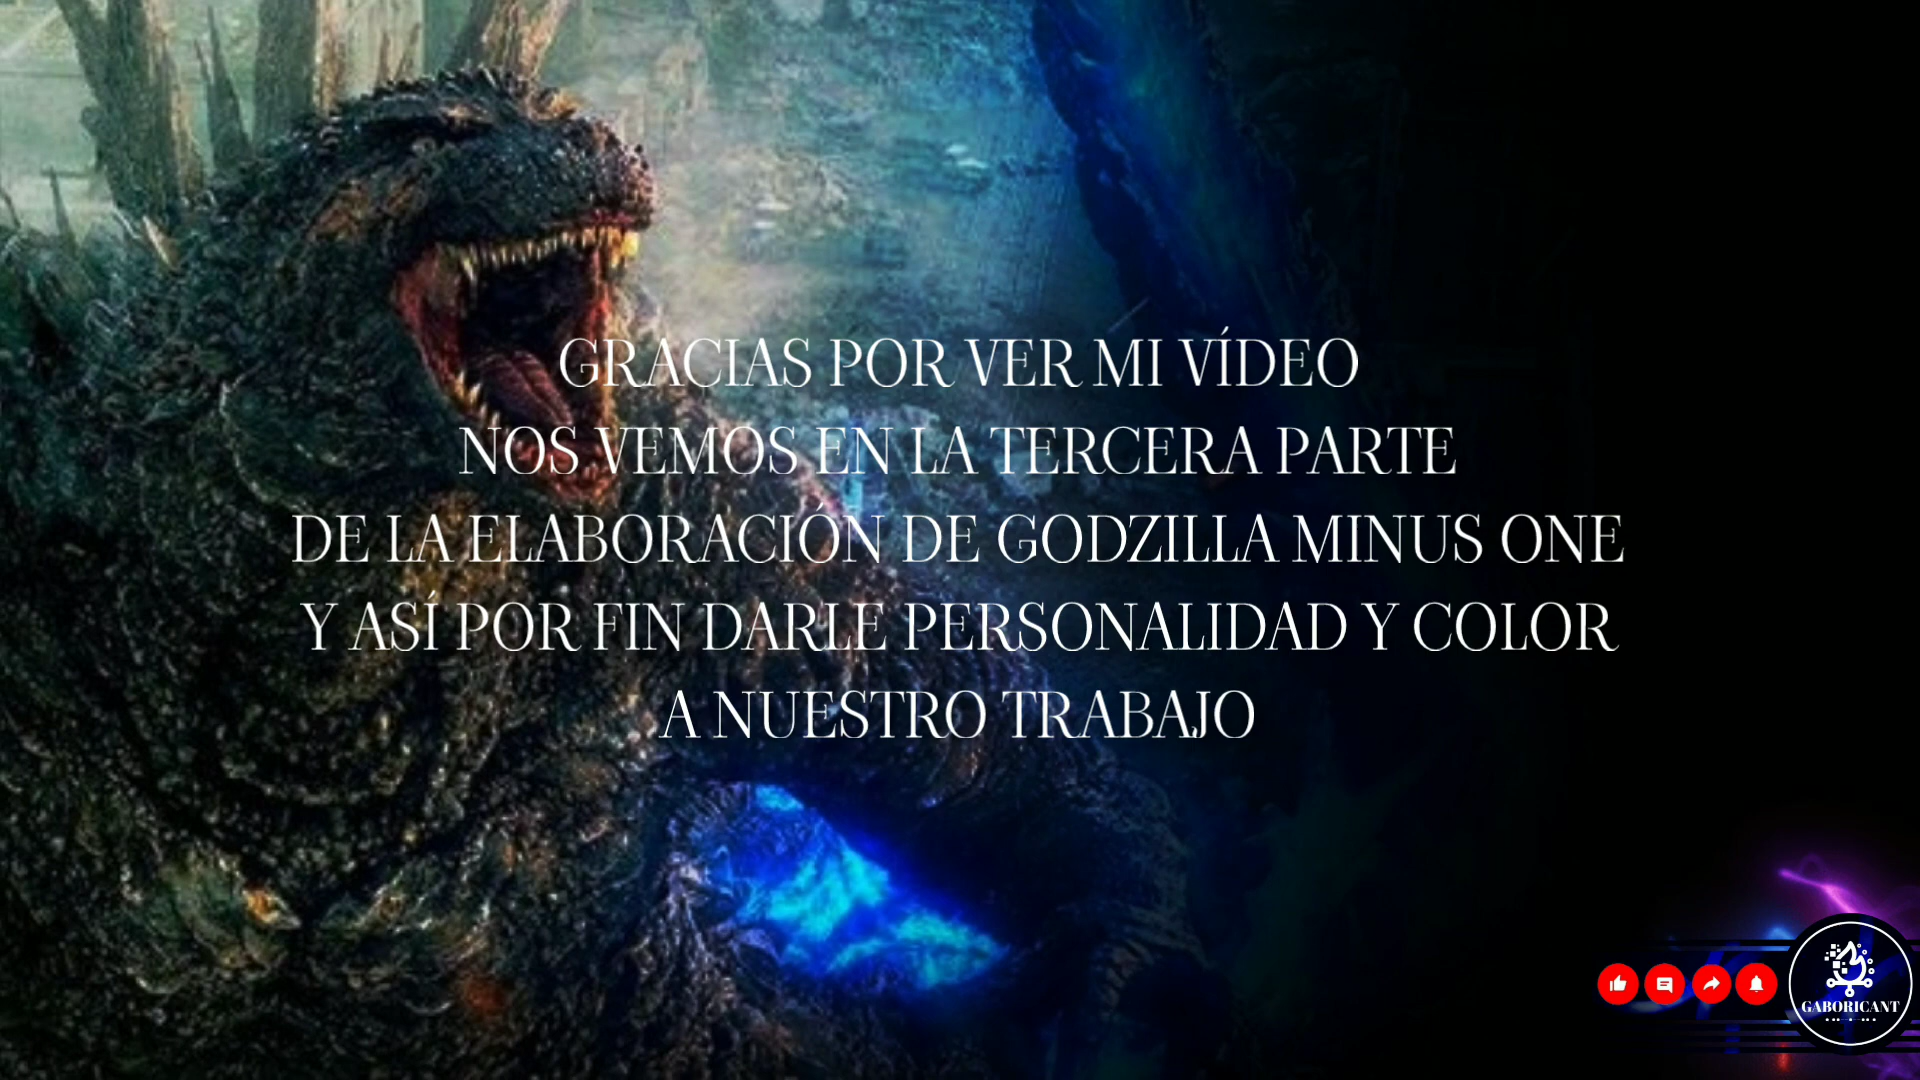 GRACIAS POR VER MI VÍDEO
NOS VEMOS EN LA TERCERA PARTE
DE LA ELABORACIÓN DE GODZILLA MINUS ONE
Y ASÍ POR FIN DARLE PERSONALIDAD Y COLOR
A NUESTRO TRABAJO
GABORICANT